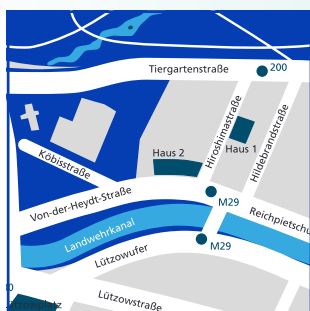 Tiergartenstraße
200
Hiroshimastraße
Hildebrandstraße
Haus 1
Haus 2
Köbisstraße
Von-der-Heydt-Straße
M29
Reichpietschu
Landwehrkanal
M29
Lützowufer
Lützowstraße